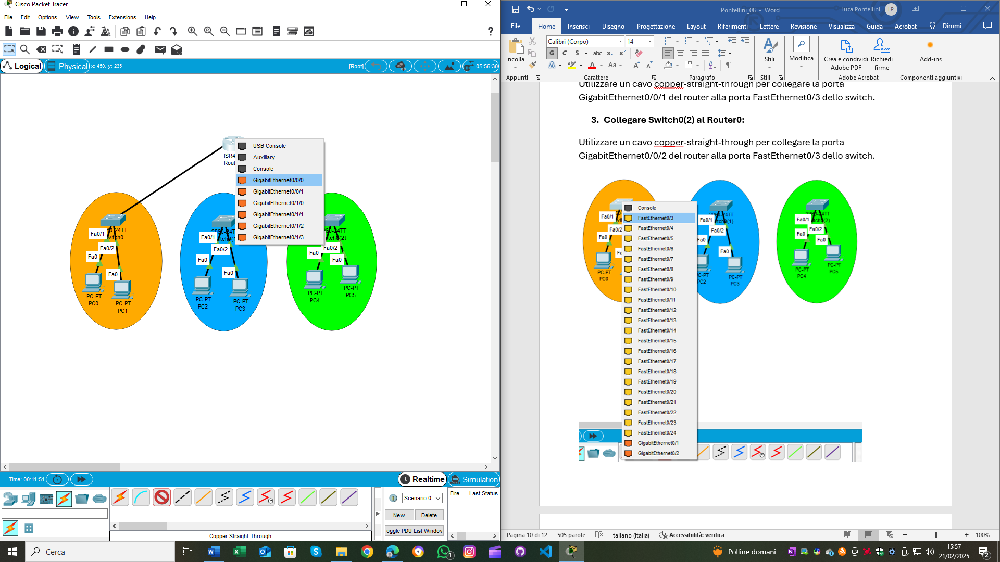 Cisco Packet Tracer
File Edit Options View Tools Extensions Help
Logical
Physical
x: 450, y: 235
[Root]
05:56:30
USB Console
Auxiliary
Console
GigabitEthernet0/0/0
GigabitEthernet0/0/1
GigabitEthernet0/1/0
GigabitEthernet0/1/1
GigabitEthernet0/1/2
GigabitEthernet0/1/3
ISR4
Rout
60-24TT
witch0
Fa0/1
Fa0/2
Fa0
Fa0
PC-PT
PC0
PC-PT
PC1
2960-24TT
Fa0/1
Fa0/2
Fa0
Fa0
PC-PT
PC2
PC-PT
PC3
60-24TT
itch0(2)
Fa0/2
Fa0
Fa0
PC-PT
PC4
PC-PT
PC5
Time: 00:11:51
Realtime
Simulation
Scenario 0
Fire
Last Status
New
Delete
oggle PDU List Window
Copper Straight-Through
Pontellini_08 - Word
Luca Pontellini
LP
File Home Inserisci Disegno Progettazione Layout Riferimenti Lettere Revisione Visualizza Guida Acrobat Dimmi
Incolla
Appunti
Calibri (Corpo)
14
G C S abc x₂ x²
A A Aa A A
Carattere
Paragrafo
Stili
Stili
Modifica
Crea e condividi
Adobe PDF
Richiedi
firme
Adobe Acrobat
Add-ins
Componenti aggiuntivi
Utilizzare un cavo copper-straight-through per collegare la porta
GigabitEthernet0/0/1 del router alla porta FastEthernet0/3 dello switch.
3. Collegare Switch0(2) al Router0:
Utilizzare un cavo copper-straight-through per collegare la porta
GigabitEthernet0/0/2 del router alla porta FastEthernet0/3 dello switch.
Console
FastEthernet0/3
FastEthernet0/4
FastEthernet0/5
FastEthernet0/6
FastEthernet0/7
FastEthernet0/8
FastEthernet0/9
FastEthernet0/10
FastEthernet0/11
FastEthernet0/12
FastEthernet0/13
FastEthernet0/14
FastEthernet0/15
FastEthernet0/16
FastEthernet0/17
FastEthernet0/18
FastEthernet0/19
FastEthernet0/20
FastEthernet0/21
FastEthernet0/22
FastEthernet0/23
FastEthernet0/24
GigabitEthernet0/1
GigabitEthernet0/2
Fa0/1
Fa0/2
Fa0
PC-PT
PC0
60-24TT
itch0(1)
Fa0/1
Fa0/2
Fa0
Fa0
PC-PT
PC2
PC-PT
PC3
2960-24TT
itch0(2)
Fa0/1
Fa0/2
Fa0
Fa0
PC-PT
PC4
PC-PT
PC5
Pagina 10 di 12
505 parole
Italiano (Italia)
Accessibilità: verifica
100%
Cerca
Polline domani
15:57
21/02/2025
2